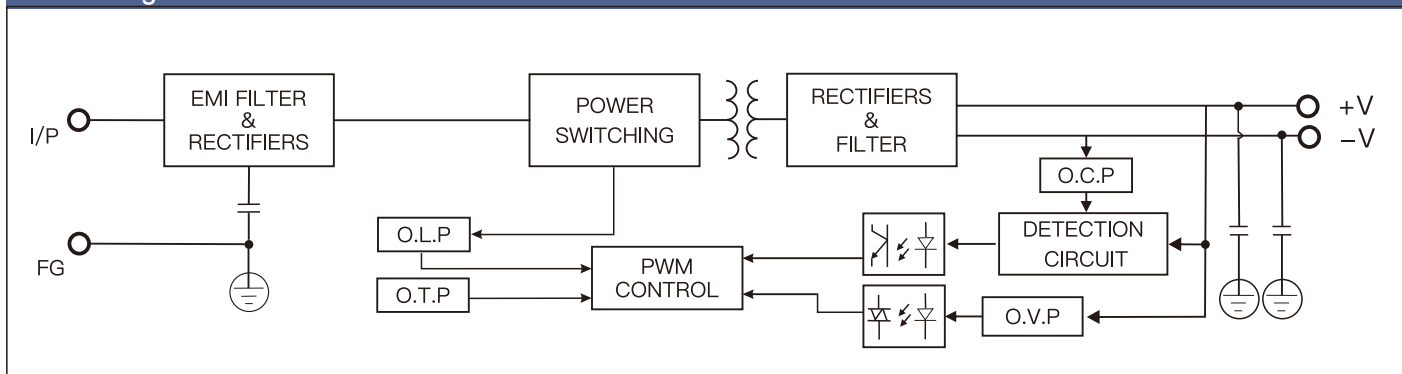 I/P
EMI FILTER
&
RECTIFIERS
POWER
SWITCHING
RECTIFIERS
&
FILTER
+V
-V
O.C.P
DETECTION
CIRCUIT
FG
O.L.P
O.T.P
PWM
CONTROL
O.V.P